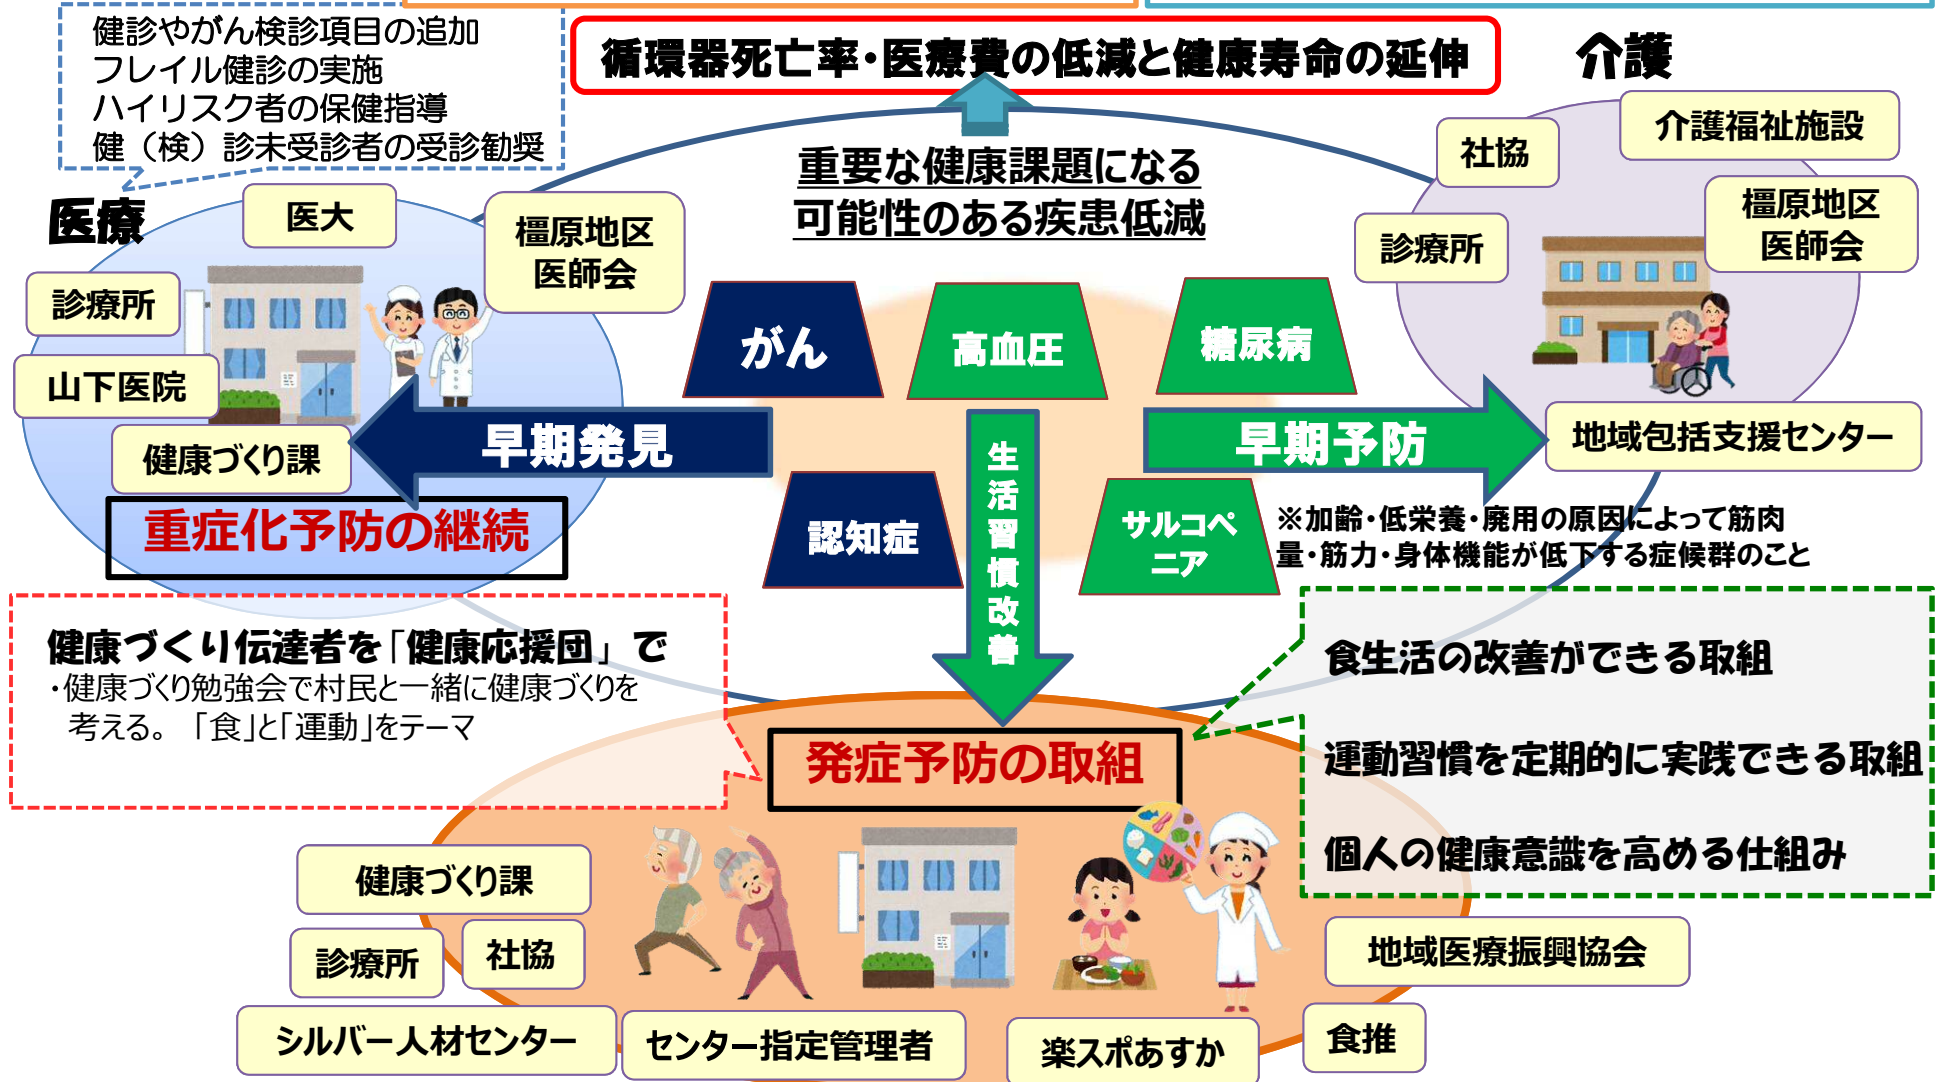 健診やがん検診項目の追加
フレイル健診の実施
ハイリスク者の保健指導
健（検）診未受診者の受診勧奨
循環器死亡率・医療費の低減と健康寿命の延伸
介護
社協
介護福祉施設
診療所
橿原地区
医師会
地域包括支援センター
医療
医大
橿原地区
医師会
診療所
山下医院
健康づくり課
重症化予防の継続
重要な健康課題になる
可能性のある疾患低減
がん
高血圧
糖尿病
早期発見
生活習慣改善
早期予防
認知症
サルコペ
ニア
※加齢・低栄養・廃用の原因によって筋肉
量・筋力・身体機能が低下する症候群のこと
健康づくり伝達者を「健康応援団」で
・健康づくり勉強会で村民と一緒に健康づくりを
考える。「食」と「運動」をテーマ
食生活の改善ができる取組
運動習慣を定期的に実践できる取組
個人の健康意識を高める仕組み
発症予防の取組
健康づくり課
診療所
社協
シルバー人材センター
センター指定管理者
楽スポあすか
食推
地域医療振興協会